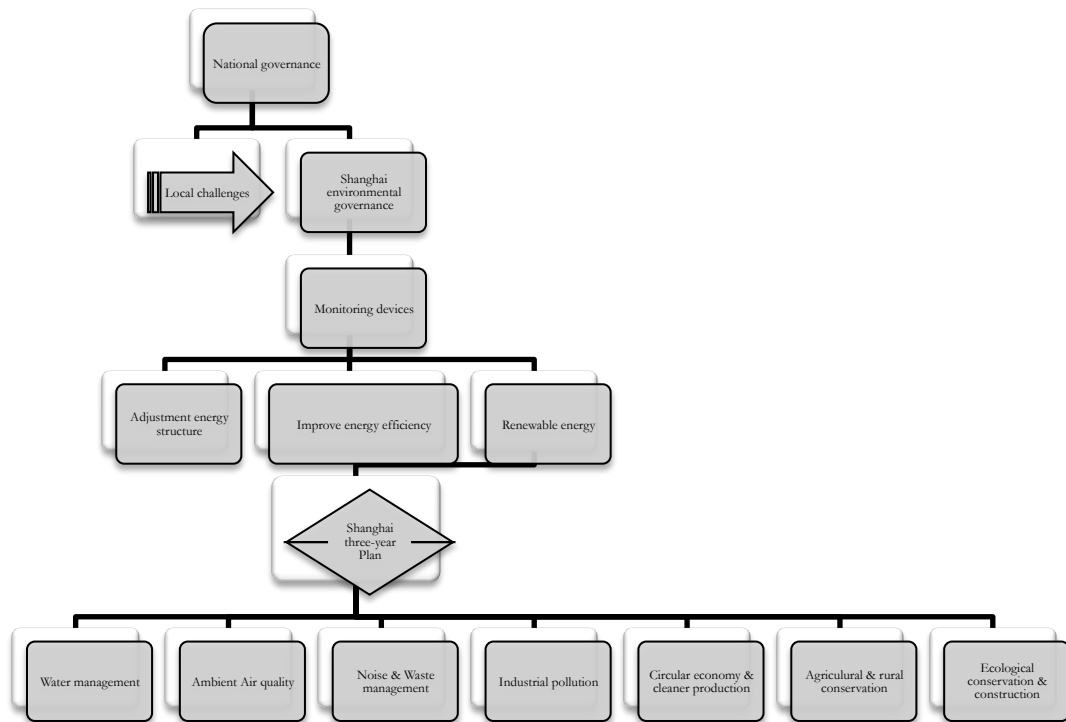 National governance
Local challenges
Shanghai
environmental
governance
Monitoring devices
Adjustment energy
structure
Improve energy efficiency
Renewable energy
Shanghai
three-year
Plan
Water management
Ambient Air quality
Noise & Waste
management
Industrial pollution
Circular economy &
cleaner production
Agriculural & rural
conservation
Ecological
conservation &
construction